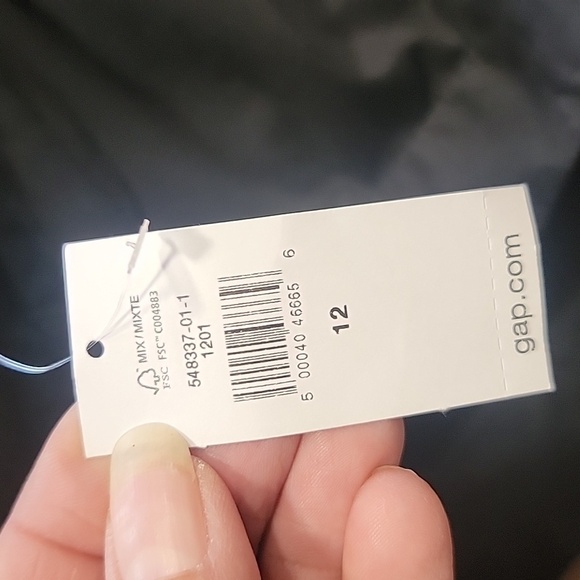 MIX / MIXTE
FSC
FSC™ C004883
548337-01-1
1201
5 00040 46665 6
12
gap.com